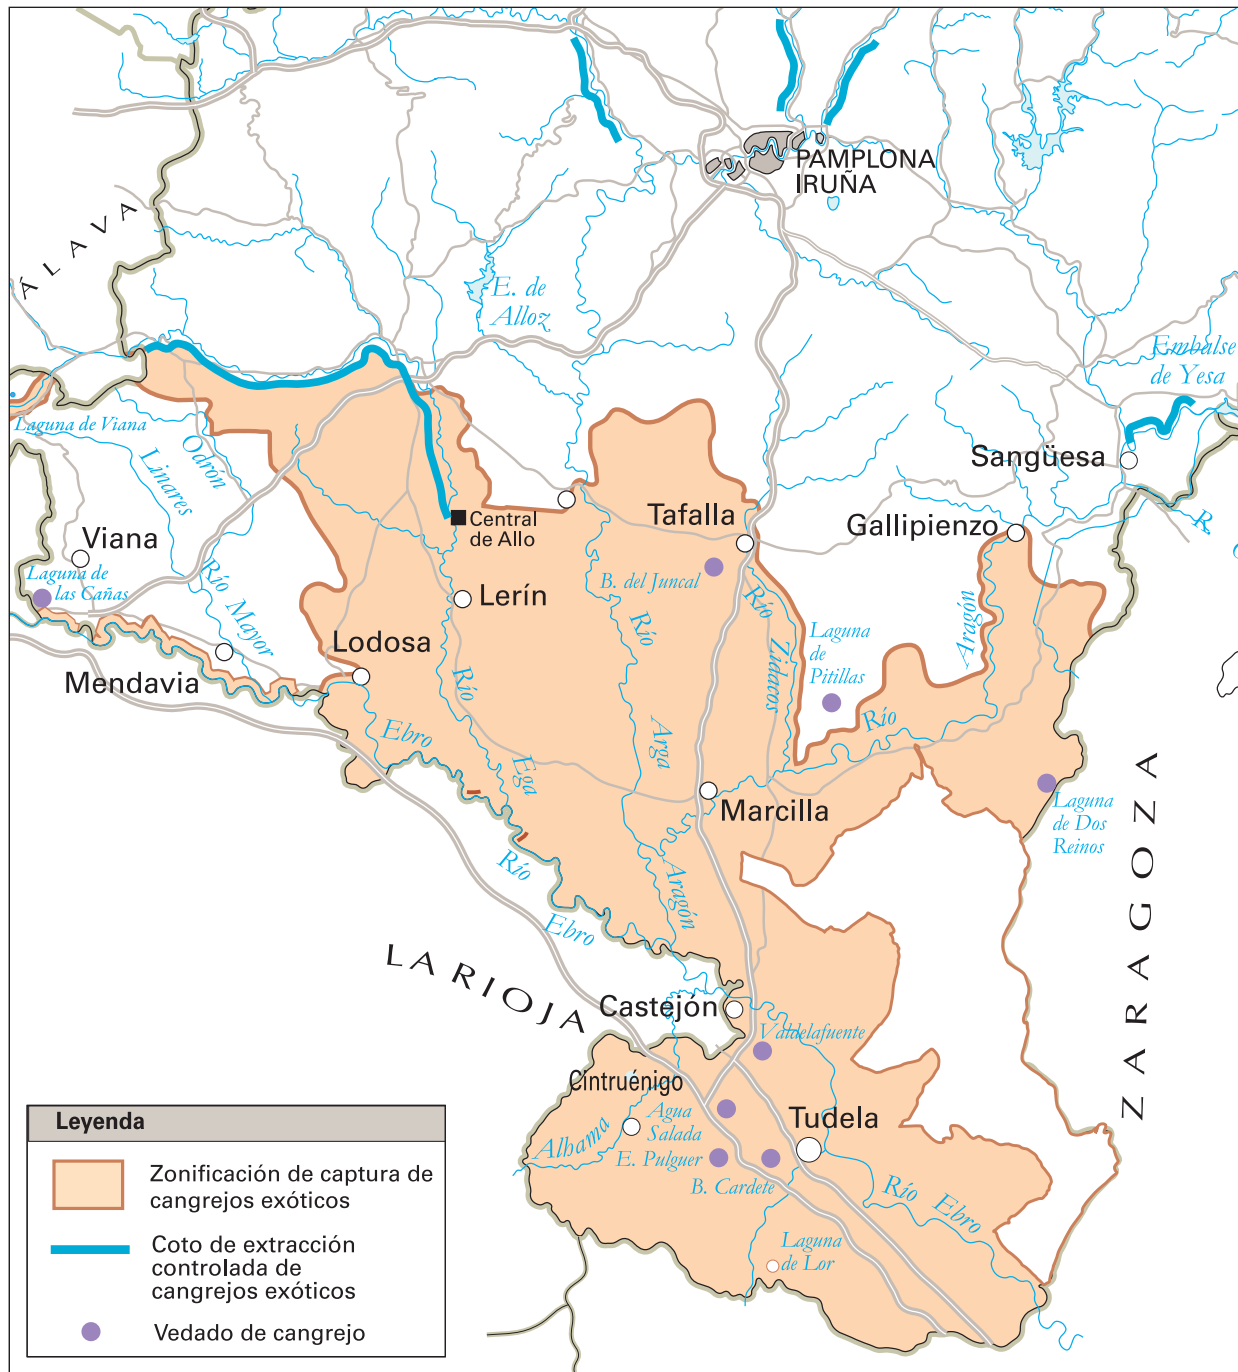 PAMPLONA
IRUÑA
ÁLAVA
E. de
Alloz
Embalse
de Yesa
Laguna de Viana
Odrón
Linares
Sangüesa
Central
de Allo
Tafalla
Gallipienzo
Viana
Laguna de
las Cañas
B. del Juncal
Lerín
Río Mayor
Río
Zidacos
Laguna
de
Pitillas
Aragón
R.
Lodosa
Mendavia
Río
Arga
Río
Ega
Río
Ebro
Marcilla
Laguna
de Dos
Reinos
ZARAGOZA
Río
Ebro
Aragón
LA RIOJA
Castejón
Valdelafuente
Cintruénigo
Agua
Salada
Tudela
Alhama
E. Pulguer
B. Cardete
Río Ebro
Laguna
de Lor
Leyenda
Zonificación de captura de
cangrejos exóticos
Coto de extracción
controlada de
cangrejos exóticos
Vedado de cangrejo